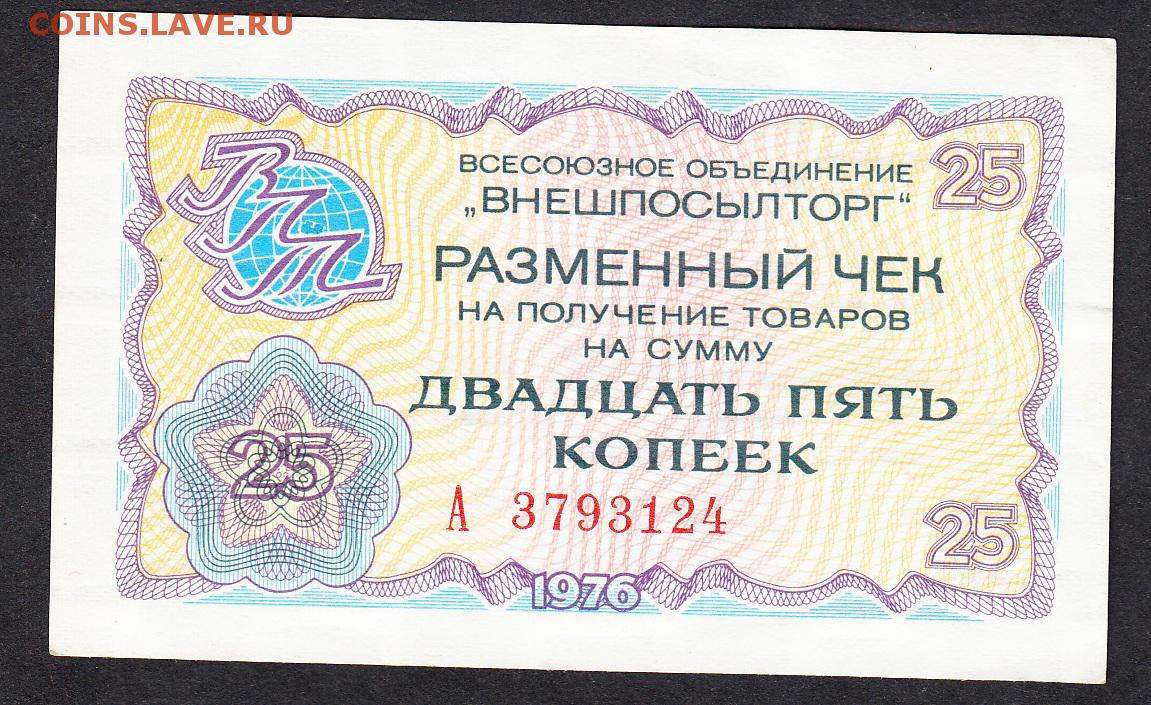 COINS.LAVE.RU
ВПТ
ВСЕСОЮЗНОЕ ОБЪЕДИНЕНИЕ
„ВНЕШПОСЫЛТОРГ“
25
РАЗМЕННЫЙ ЧЕК
НА ПОЛУЧЕНИЕ ТОВАРОВ
НА СУММУ
ДВАДЦАТЬ ПЯТЬ
КОПЕЕК
25
А 3793124
25
1976